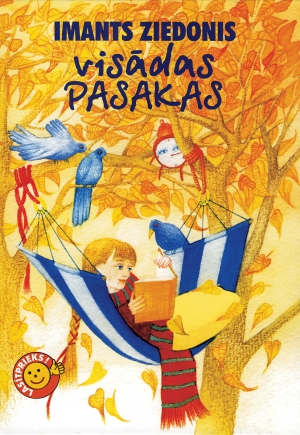 IMANTS ZIEDONIS
visādas
PASAKAS
LASĪTPRIEKS!